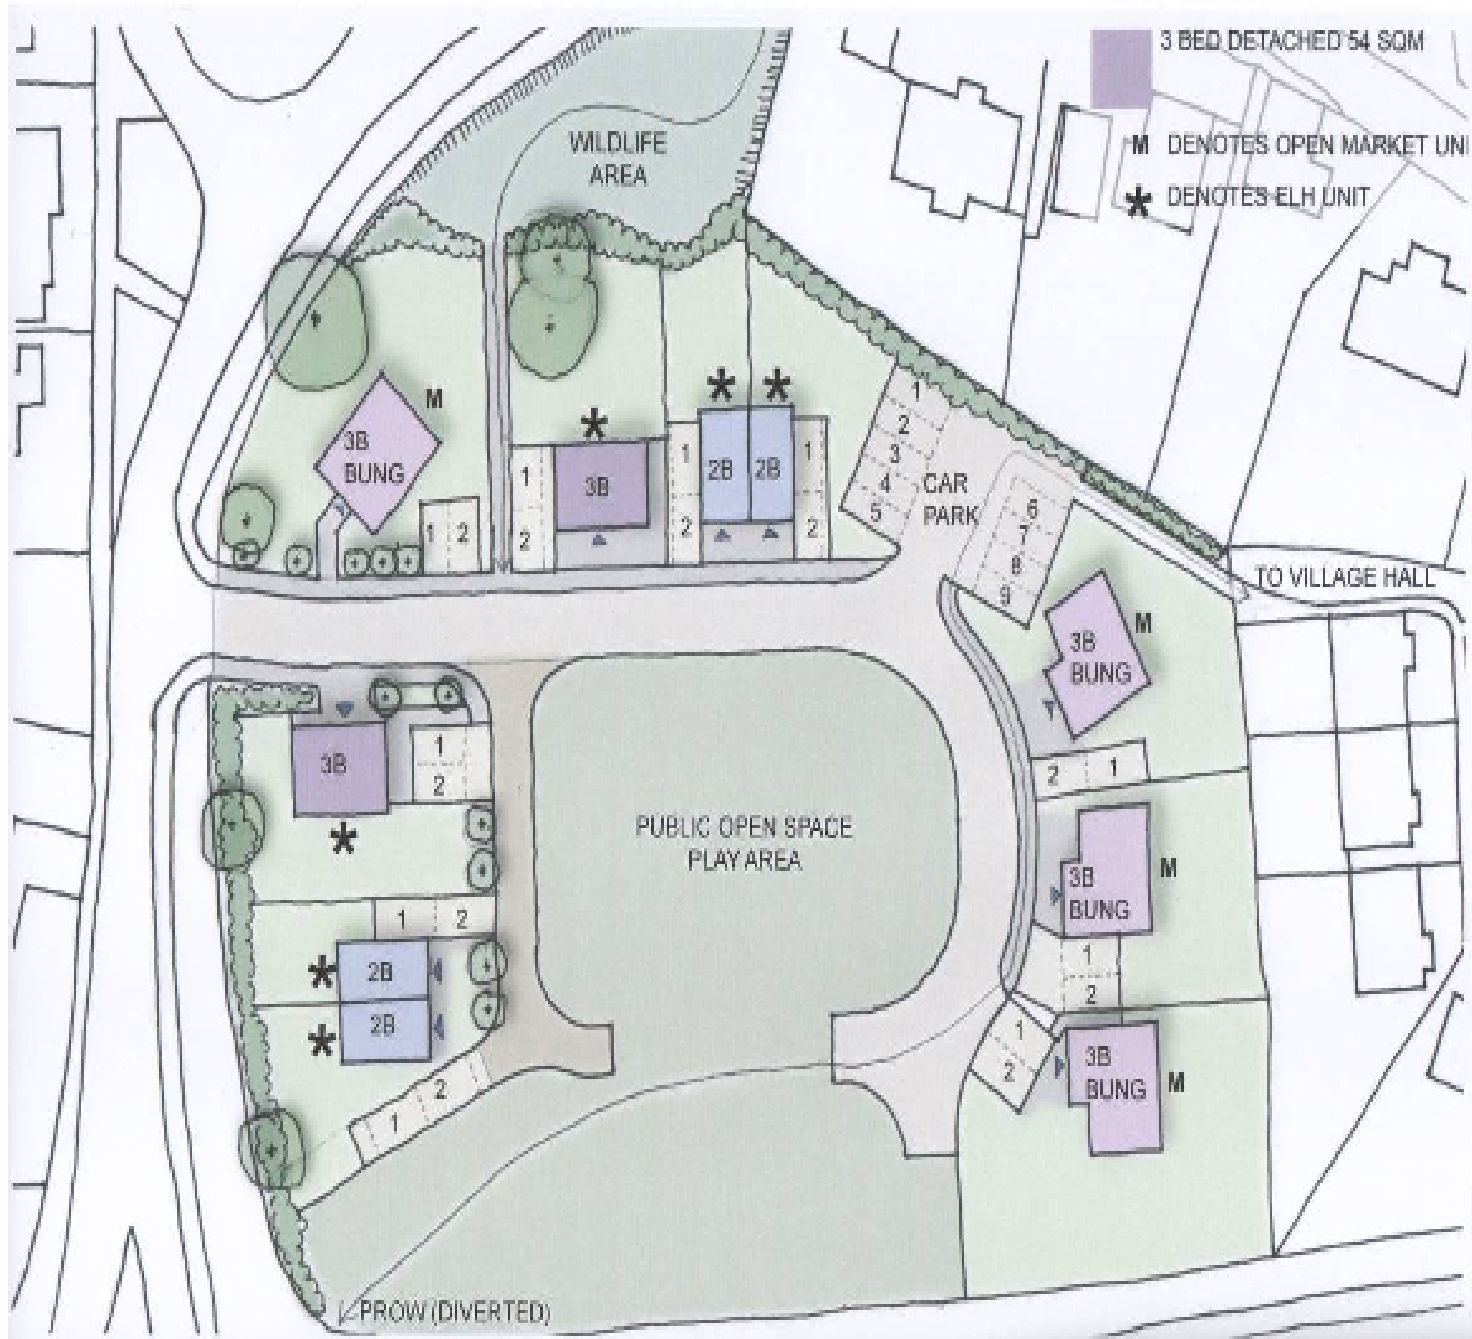 3 BED DETACHED 54 SQM
M DENOTES OPEN MARKET UNI
* DENOTES ELH UNIT
WILDLIFE
AREA
M
3B
BUNG
1 2
*
1
3B
2
* *
1
2B 2B
1
2
2
1
2
3
4
5
CAR
PARK
6
7
8
9
TO VILLAGE HALL
3B
BUNG
M
2 1
3B
1
2
*
PUBLIC OPEN SPACE
PLAY AREA
3B
BUNG
M
1
2
1 2
* 2B
* 2B
1 2
1
2
3B
BUNG
M
PROW (DIVERTED)